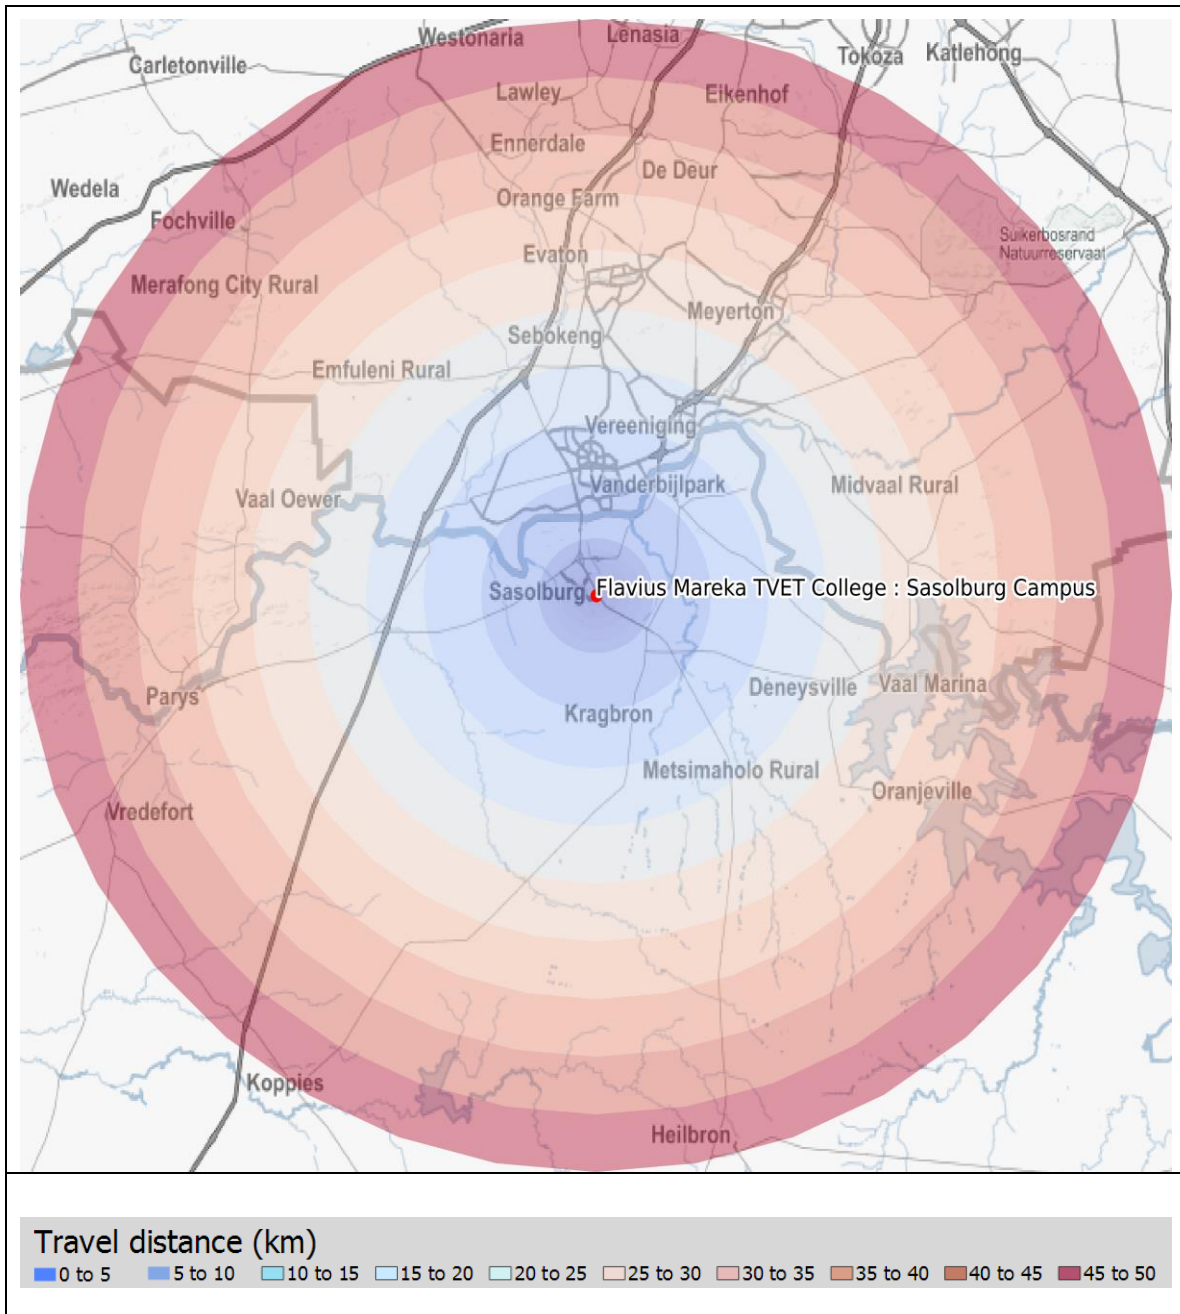 Westonaria
Lenasia
Tokoza
Katlehong
Carletonville
Lawley
Eikenhof
Ennerdale
De Deur
Wedela
Orange Farm
Fochville
Suikerbosrand
Natuurreservaat
Evaton
Merafong City Rural
Meyerton
Sebokeng
Emfuleni Rural
Vereeniging
Vanderbijlpark
Midvaal Rural
Vaal Oewer
Sasolburg
Flavius Mareka TVET College : Sasolburg Campus
Parys
Deneysville
Vaal Marina
Kragbron
Metsimaholo Rural
Oranjeville
Vredefort
Koppies
Heilbron
Travel distance (km)
0 to 5 5 to 10 10 to 15 15 to 20 20 to 25 25 to 30 30 to 35 35 to 40 40 to 45 45 to 50